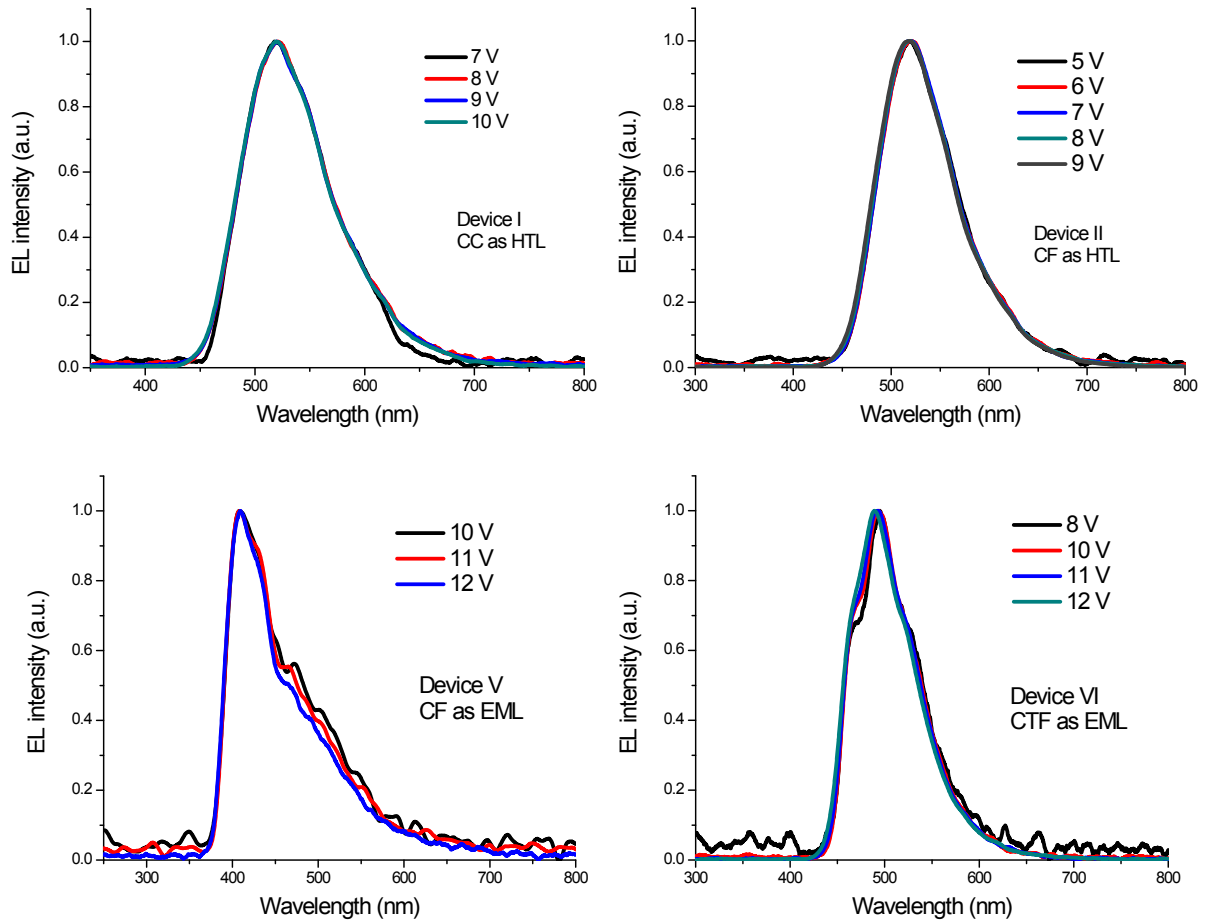 EL intensity (a.u.)
1.0
0.8
0.6
0.4
0.2
0.0
400
500
600
700
800
Wavelength (nm)
7 V
8 V
9 V
10 V
Device I
CC as HTL
EL intensity (a.u.)
1.0
0.8
0.6
0.4
0.2
0.0
300
400
500
600
700
800
Wavelength (nm)
5 V
6 V
7 V
8 V
9 V
Device II
CF as HTL
EL intensity (a.u.)
1.0
0.8
0.6
0.4
0.2
0.0
300
400
500
600
700
800
Wavelength (nm)
10 V
11 V
12 V
Device V
CF as EML
EL intensity (a.u.)
1.0
0.8
0.6
0.4
0.2
0.0
300
400
500
600
700
800
Wavelength (nm)
8 V
10 V
11 V
12 V
Device VI
CTF as EML